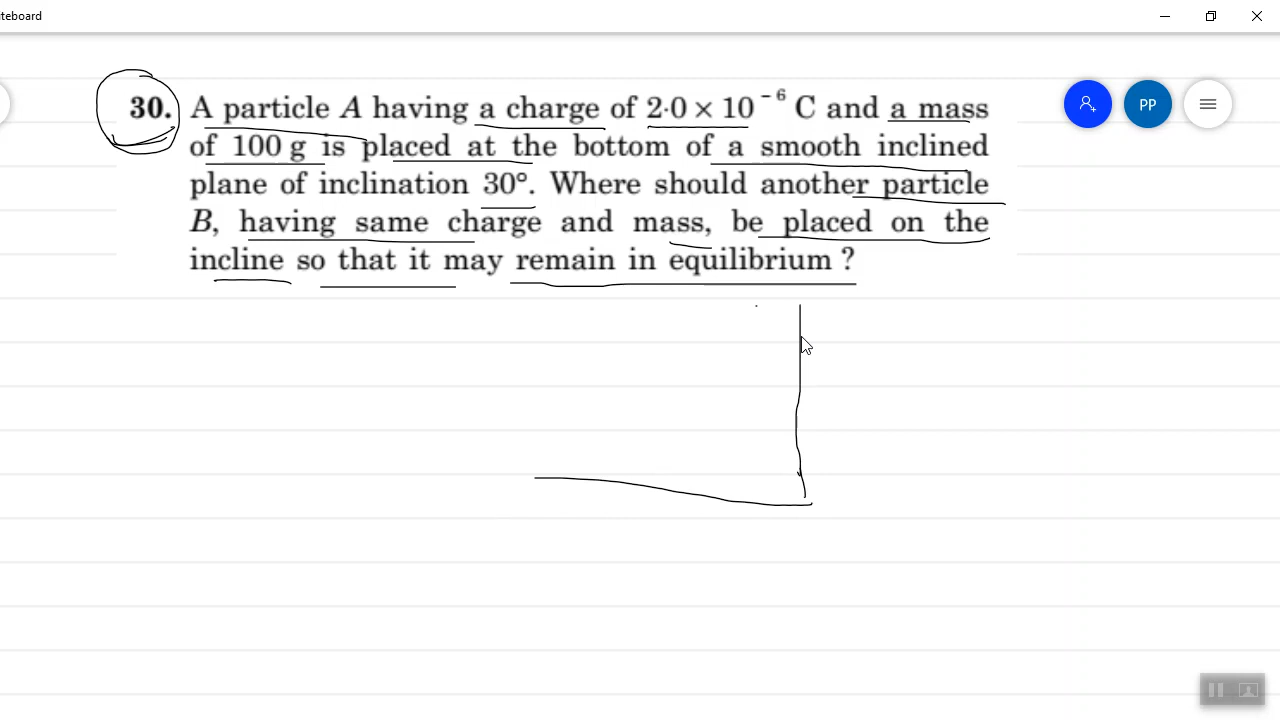 teboard
PP
30. A particle A having a charge of 2·0 × 10⁻⁶ C and a mass
of 100 g is placed at the bottom of a smooth inclined
plane of inclination 30°. Where should another particle
B, having same charge and mass, be placed on the
incline so that it may remain in equilibrium ?